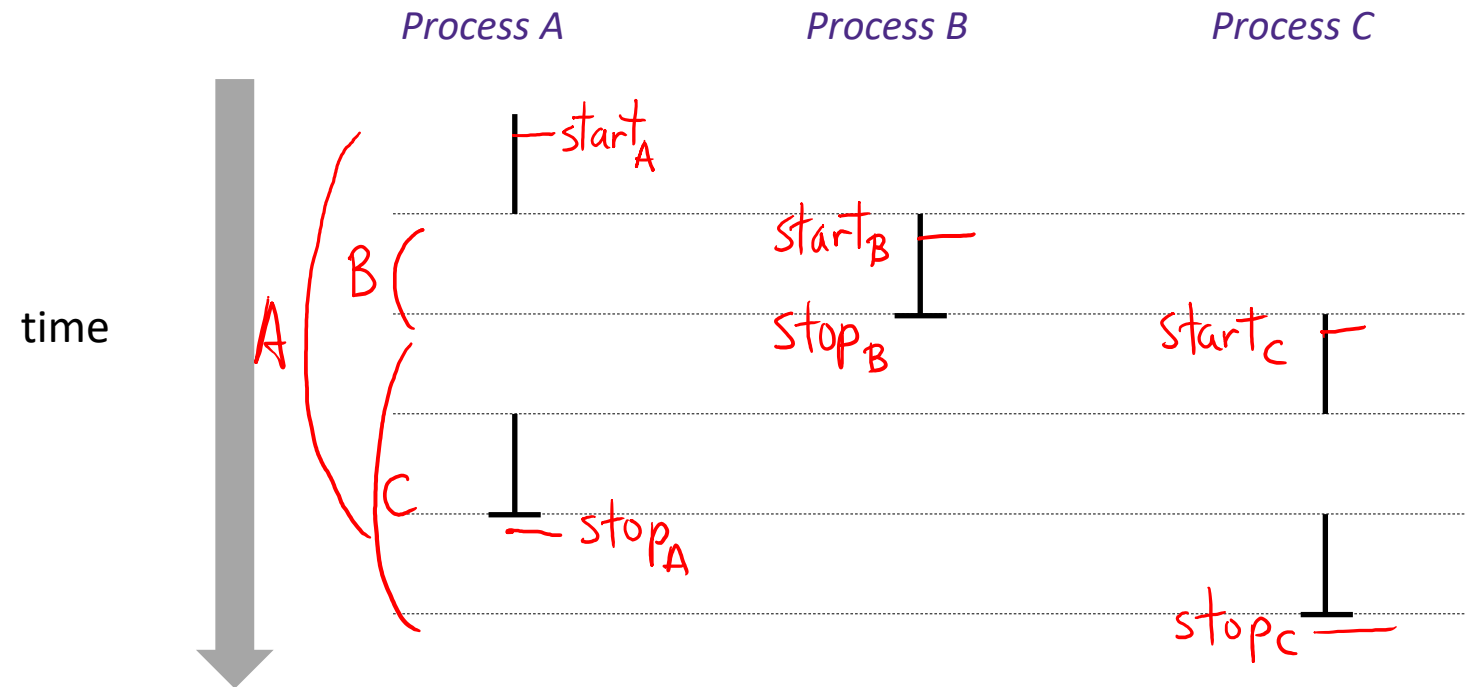 Process A Process B Process C
start_A
start_B
B
time
A
stop_B
start_C
C
stop_A
stop_C